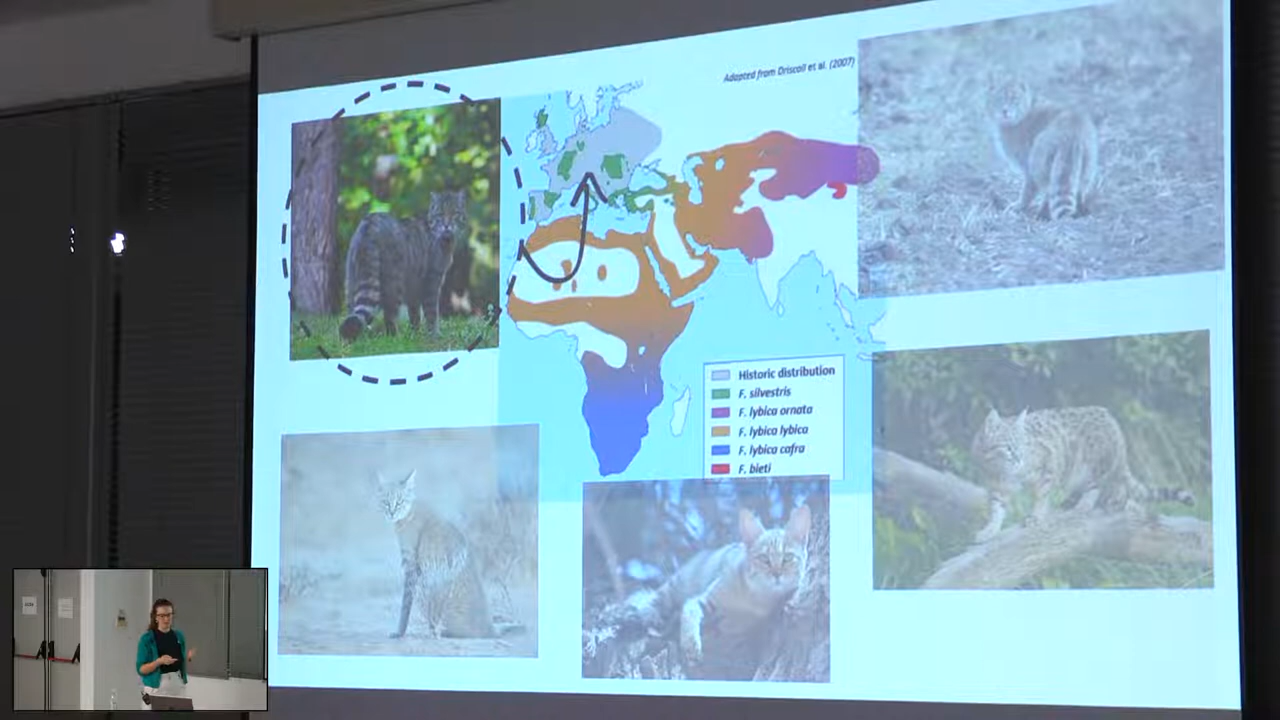 Adapted from Driscoll et al. (2007)
Historic distribution
F. silvestris
F. lybica ornata
F. lybica lybica
F. lybica cafra
F. bieti